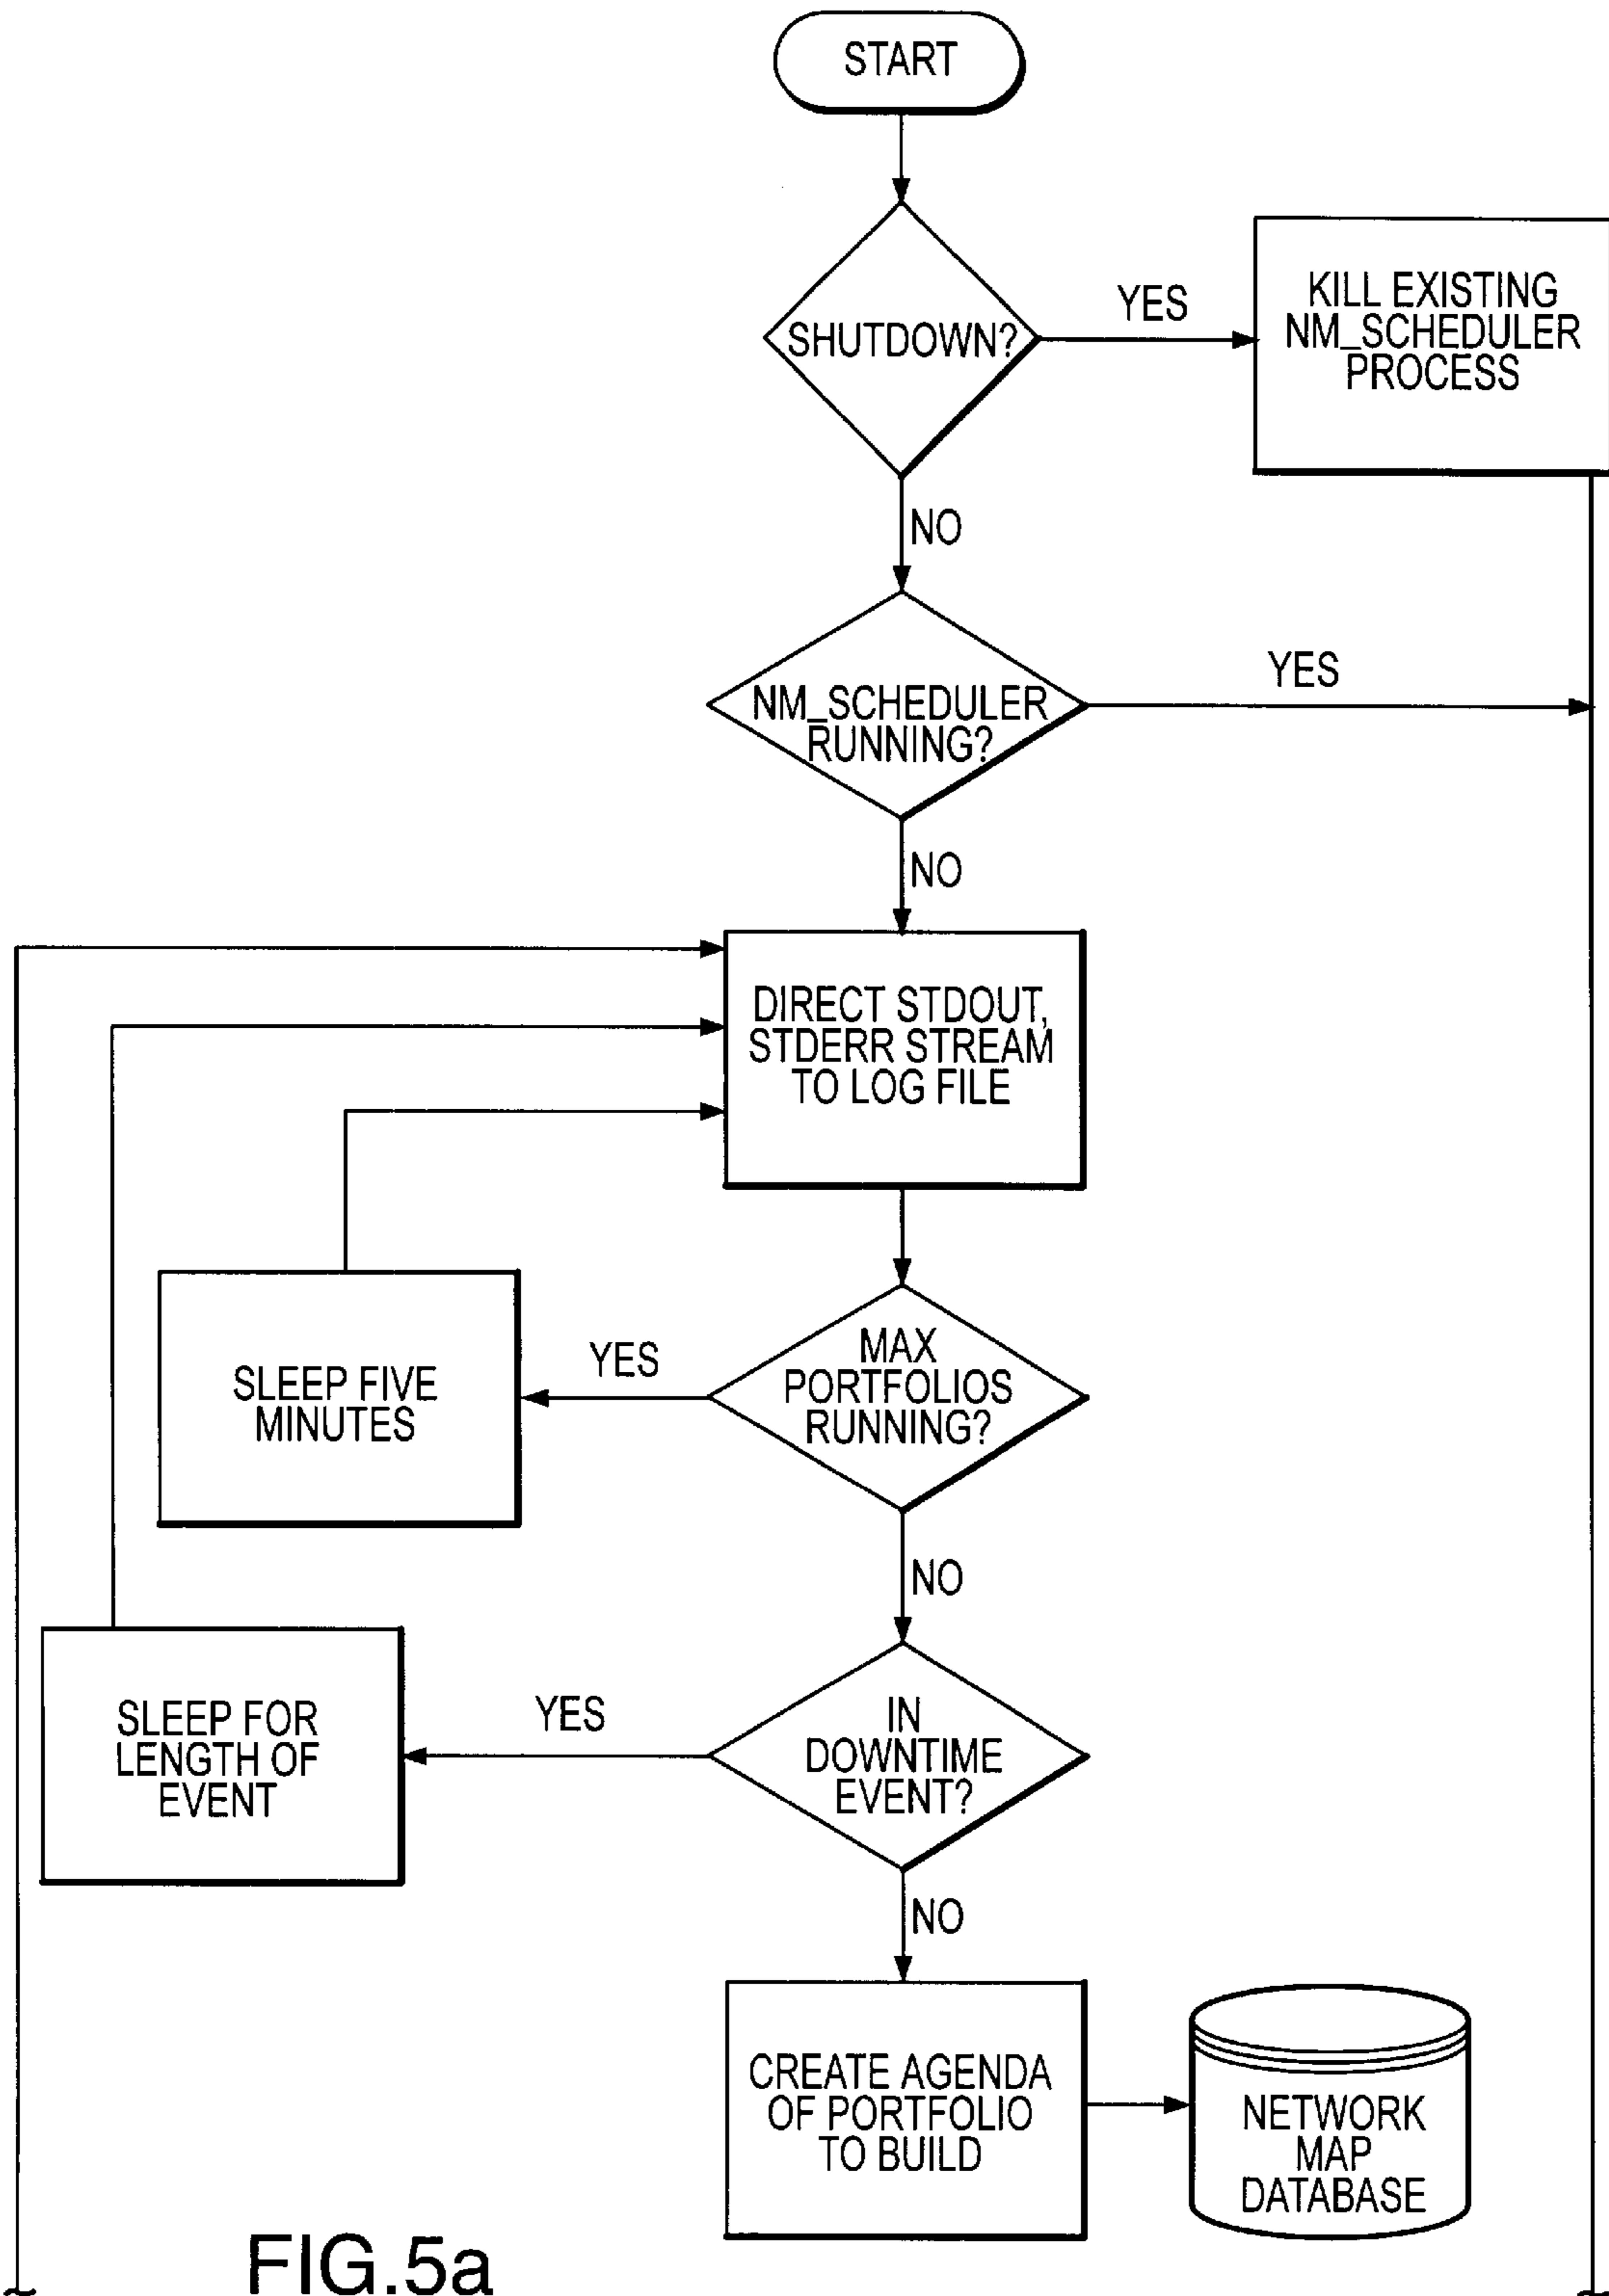 START
SHUTDOWN?
YES
KILL EXISTING
NM_SCHEDULER
PROCESS
NO
NM_SCHEDULER
RUNNING?
YES
NO
DIRECT STDOUT,
STDERR STREAM
TO LOG FILE
SLEEP FIVE
MINUTES
YES
MAX
PORTFOLIOS
RUNNING?
NO
SLEEP FOR
LENGTH OF
EVENT
YES
IN
DOWNTIME
EVENT?
NO
CREATE AGENDA
OF PORTFOLIO
TO BUILD
NETWORK
MAP
DATABASE
FIG.5a